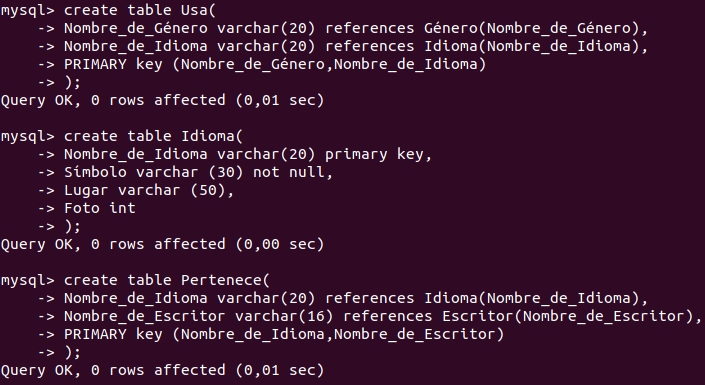 mysql> create table Usa(
    -> Nombre_de_Género varchar(20) references Género(Nombre_de_Género),
    -> Nombre_de_Idioma varchar(20) references Idioma(Nombre_de_Idioma),
    -> PRIMARY key (Nombre_de_Género,Nombre_de_Idioma)
    -> );
Query OK, 0 rows affected (0,01 sec)

mysql> create table Idioma(
    -> Nombre_de_Idioma varchar(20) primary key,
    -> Símbolo varchar (30) not null,
    -> Lugar varchar (50),
    -> Foto int
    -> );
Query OK, 0 rows affected (0,00 sec)

mysql> create table Pertenece(
    -> Nombre_de_Idioma varchar(20) references Idioma(Nombre_de_Idioma),
    -> Nombre_de_Escritor varchar(16) references Escritor(Nombre_de_Escritor),
    -> PRIMARY key (Nombre_de_Idioma,Nombre_de_Escritor)
    -> );
Query OK, 0 rows affected (0,01 sec)